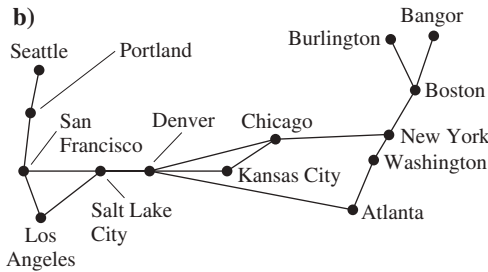 b)
Bangor
Burlington
Seattle
Portland
Boston
San
Francisco
Denver
Chicago
New York
Washington
Kansas City
Salt Lake
City
Atlanta
Los
Angeles